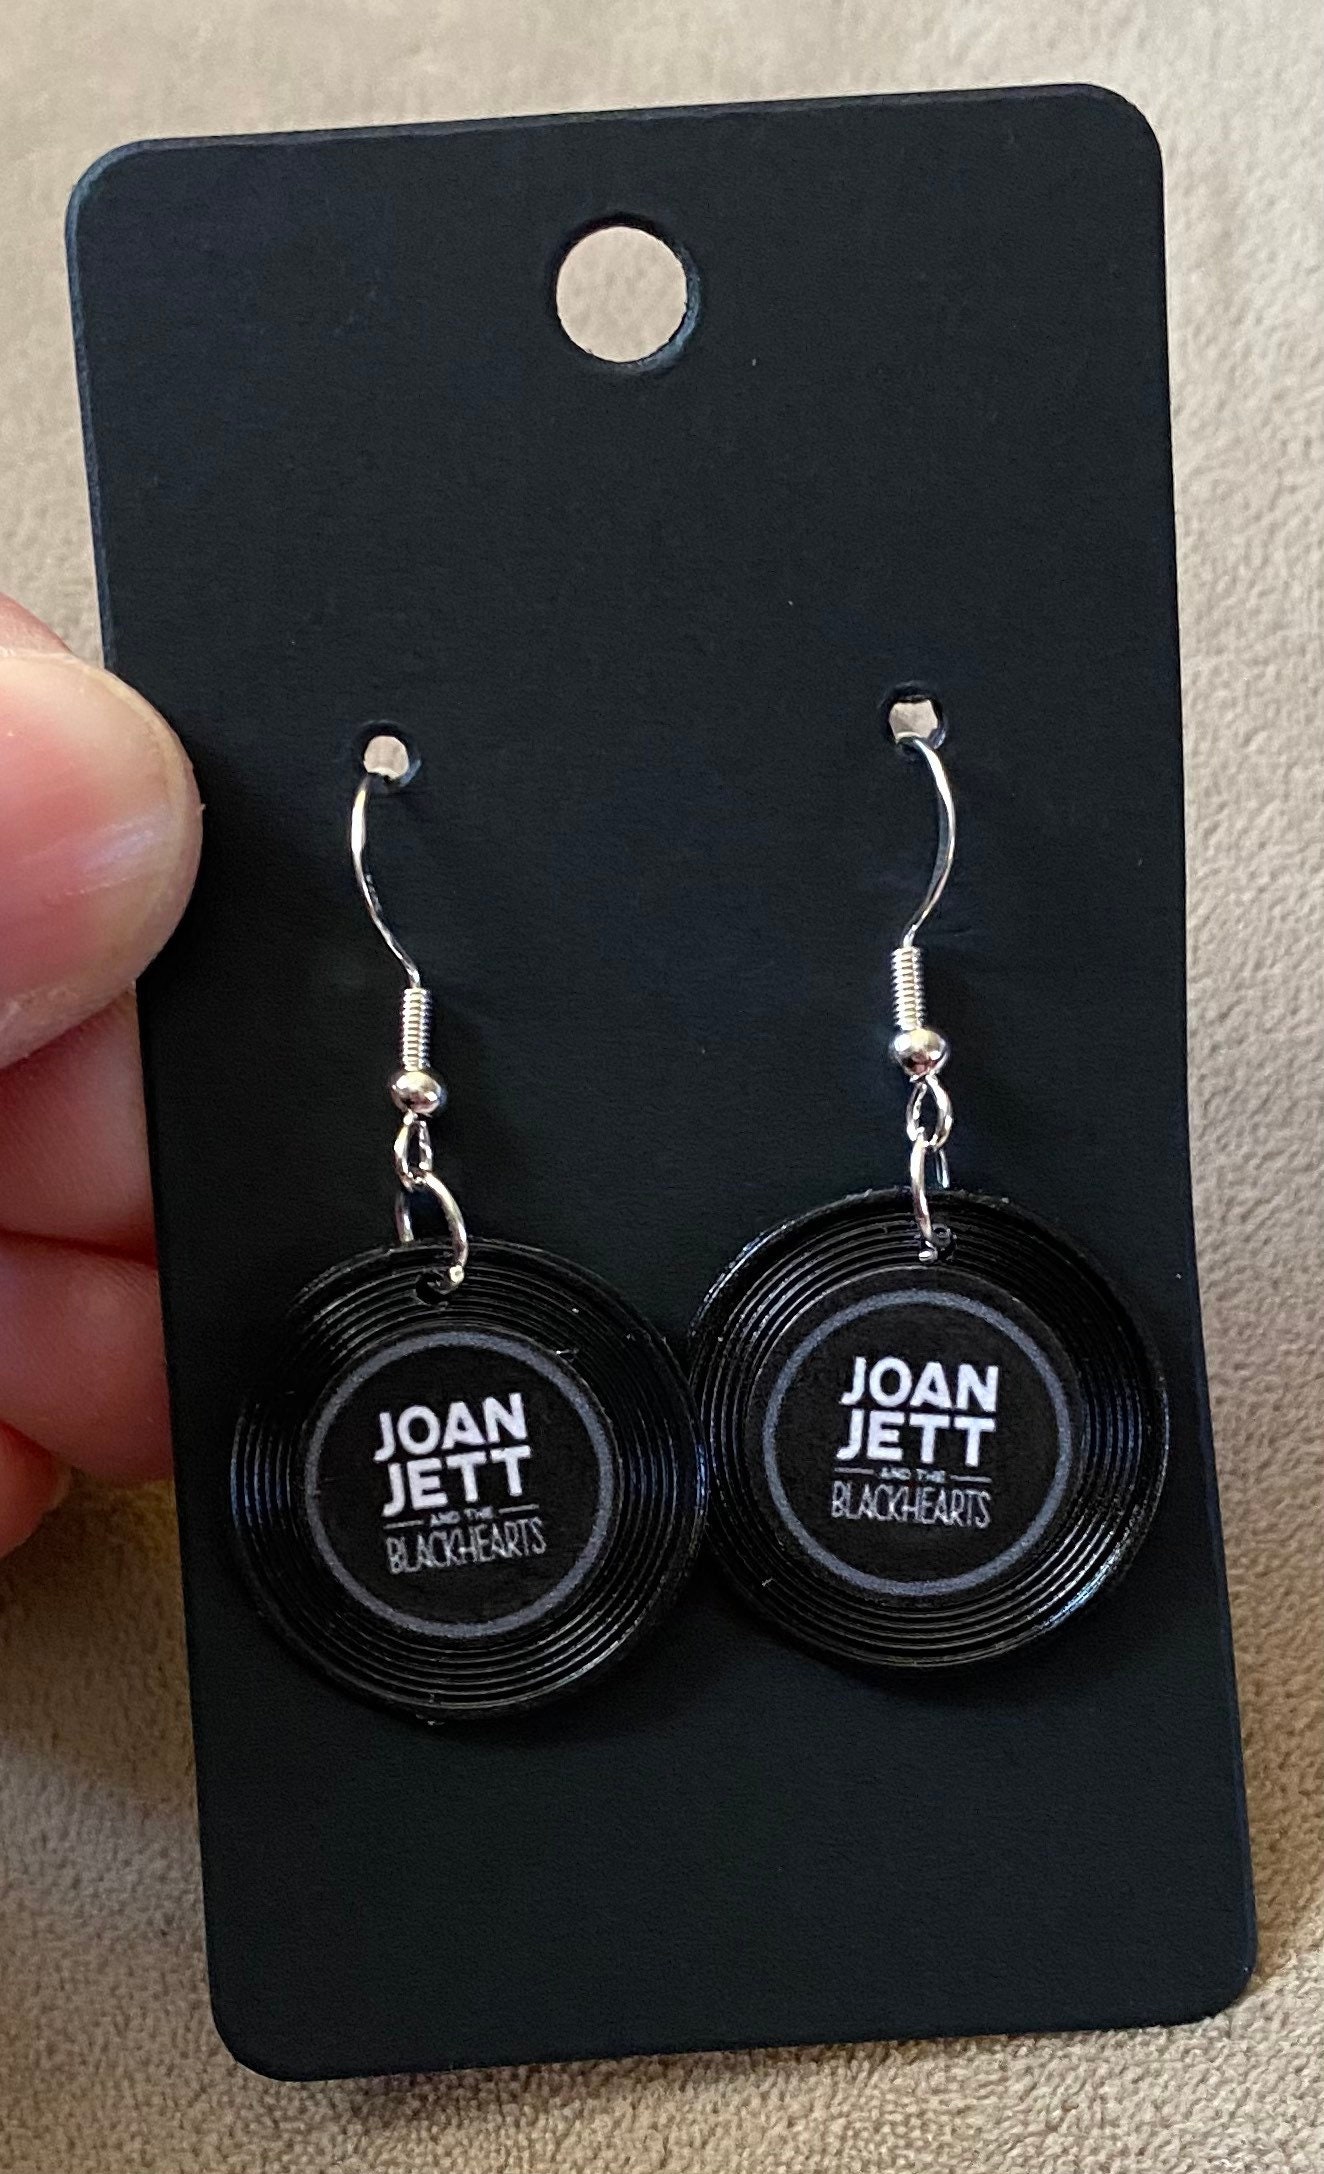 JOAN
JETT
AND THE
BLACKHEARTS
JOAN
JETT
AND THE
BLACKHEARTS